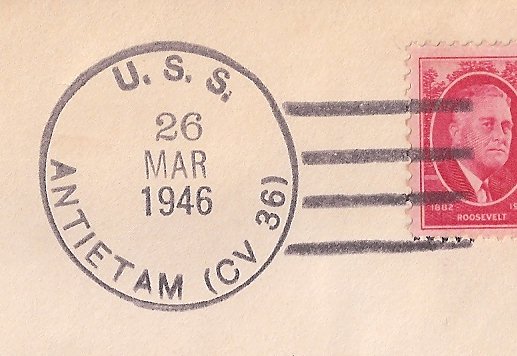 U. S. S.
26
MAR
1946
ANTIETAM (CV 36)
1882
ROOSEVELT